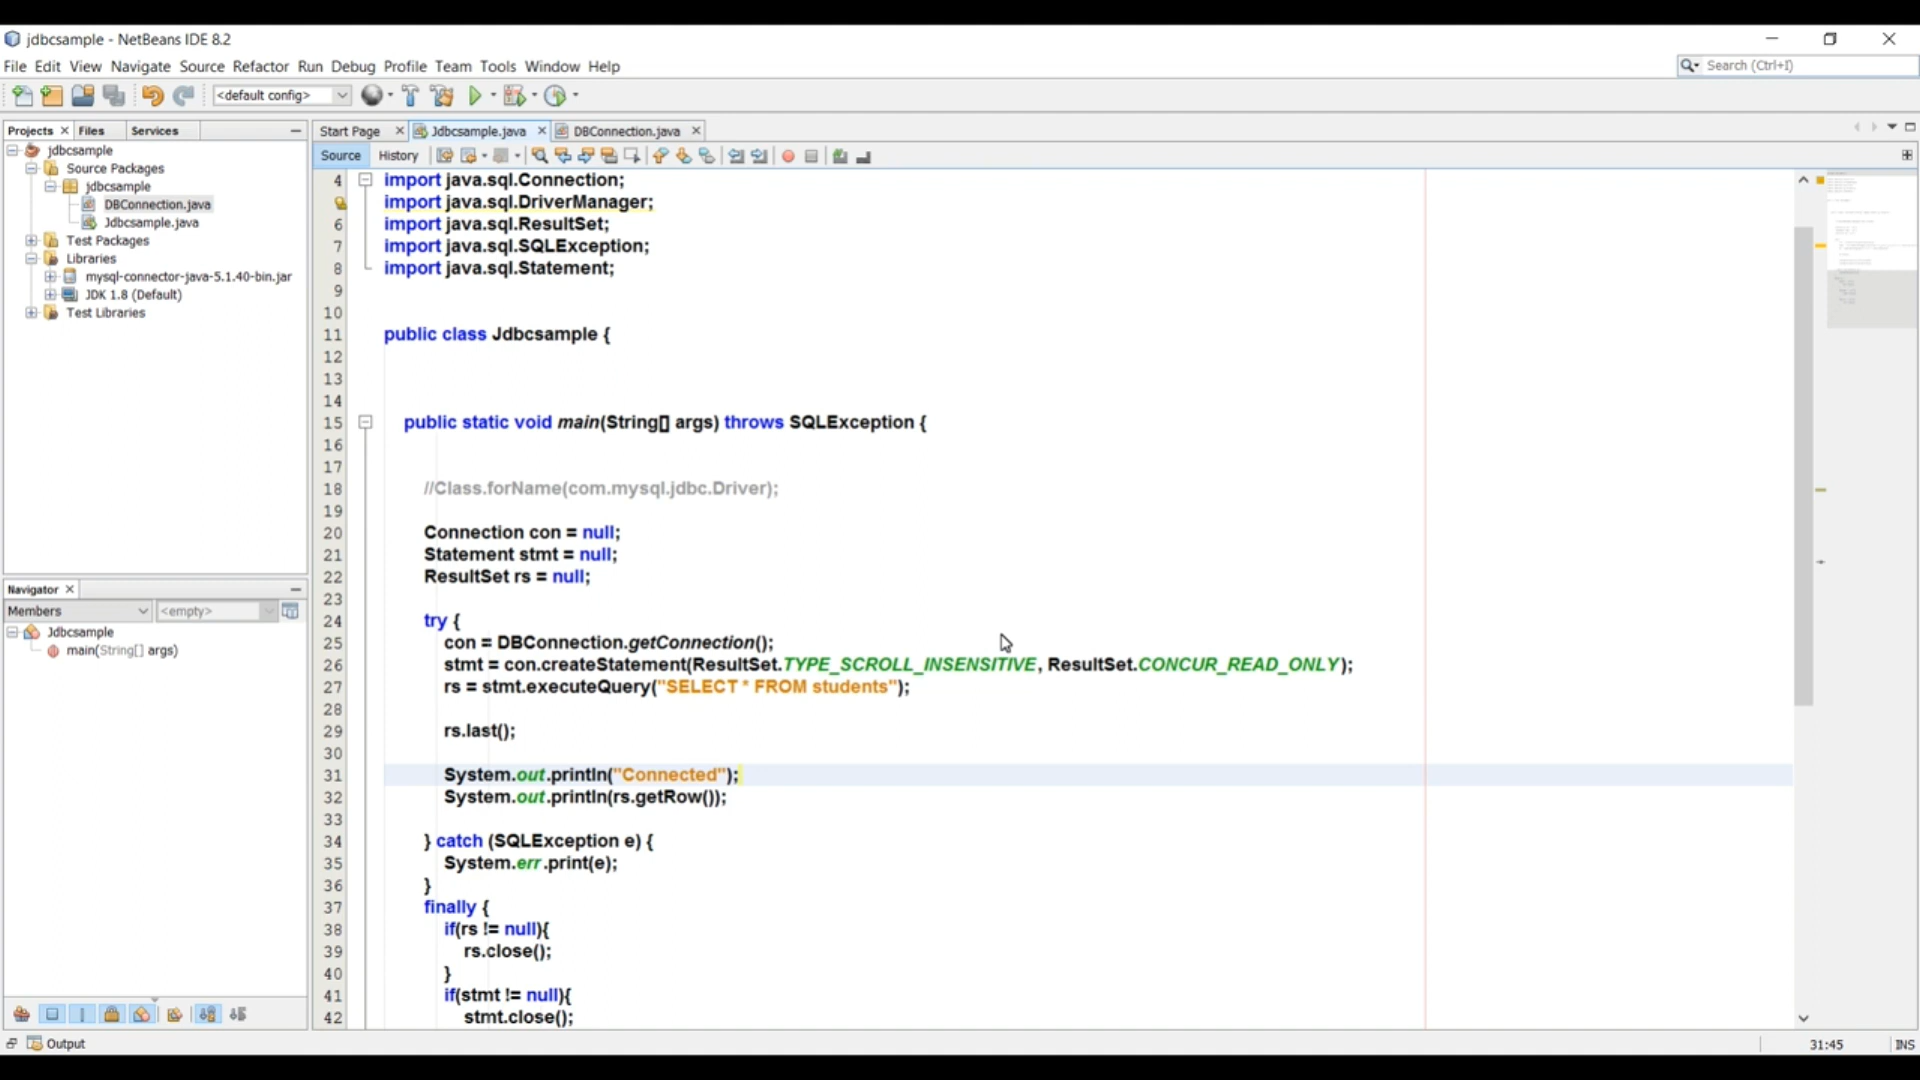 jdbcsample - NetBeans IDE 8.2
File Edit View Navigate Source Refactor Run Debug Profile Team Tools Window Help
Search (Ctrl+I)
<default config>
Projects Files Services
jdbcsample
Source Packages
jdbcsample
DBConnection.java
Jdbcsample.java
Test Packages
Libraries
mysql-connector-java-5.1.40-bin.jar
JDK 1.8 (Default)
Test Libraries
Navigator
Members <empty>
Jdbcsample
main(String[] args)
Start Page Jdbcsample.java DBConnection.java
Source History
4 import java.sql.Connection;
import java.sql.DriverManager;
6 import java.sql.ResultSet;
7 import java.sql.SQLException;
8 import java.sql.Statement;
9
10
11 public class Jdbcsample {
12
13
14
15 public static void main(String[] args) throws SQLException {
16
17
18 //Class.forName(com.mysql.jdbc.Driver);
19
20 Connection con = null;
21 Statement stmt = null;
22 ResultSet rs = null;
23
24 try {
25 con = DBConnection.getConnection();
26 stmt = con.createStatement(ResultSet.TYPE_SCROLL_INSENSITIVE, ResultSet.CONCUR_READ_ONLY);
27 rs = stmt.executeQuery("SELECT * FROM students");
28
29 rs.last();
30
31 System.out.println("Connected");
32 System.out.println(rs.getRow());
33
34 } catch (SQLException e) {
35 System.err.print(e);
36 }
37 finally {
38 if(rs != null){
39 rs.close();
40 }
41 if(stmt != null){
42 stmt.close();
Output
31:45 INS